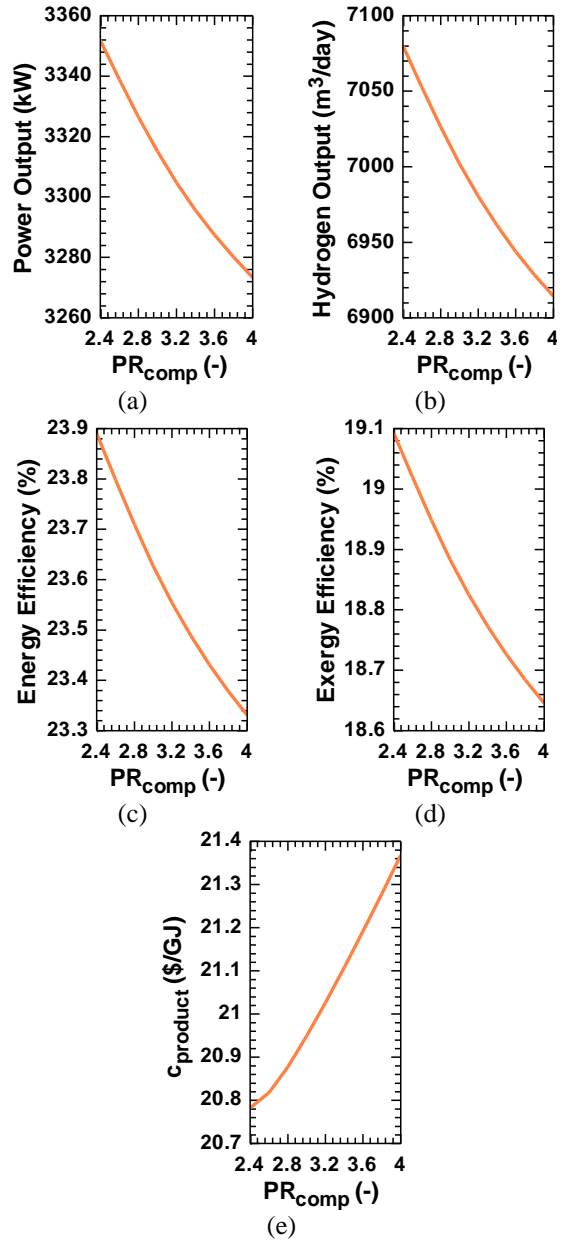 3360
3340
3320
3300
3280
3260
Power Output (kW)
2.4 2.8 3.2 3.6 4
PRcomp (-)
(a)
7100
7050
7000
6950
6900
Hydrogen Output (m³/day)
2.4 2.8 3.2 3.6 4
PRcomp (-)
(b)
23.9
23.8
23.7
23.6
23.5
23.4
23.3
Energy Efficiency (%)
2.4 2.8 3.2 3.6 4
PRcomp (-)
(c)
19.1
19
18.9
18.8
18.7
18.6
Exergy Efficiency (%)
2.4 2.8 3.2 3.6 4
PRcomp (-)
(d)
21.4
21.3
21.2
21.1
21
20.9
20.8
20.7
cproduct ($/GJ)
2.4 2.8 3.2 3.6 4
PRcomp (-)
(e)